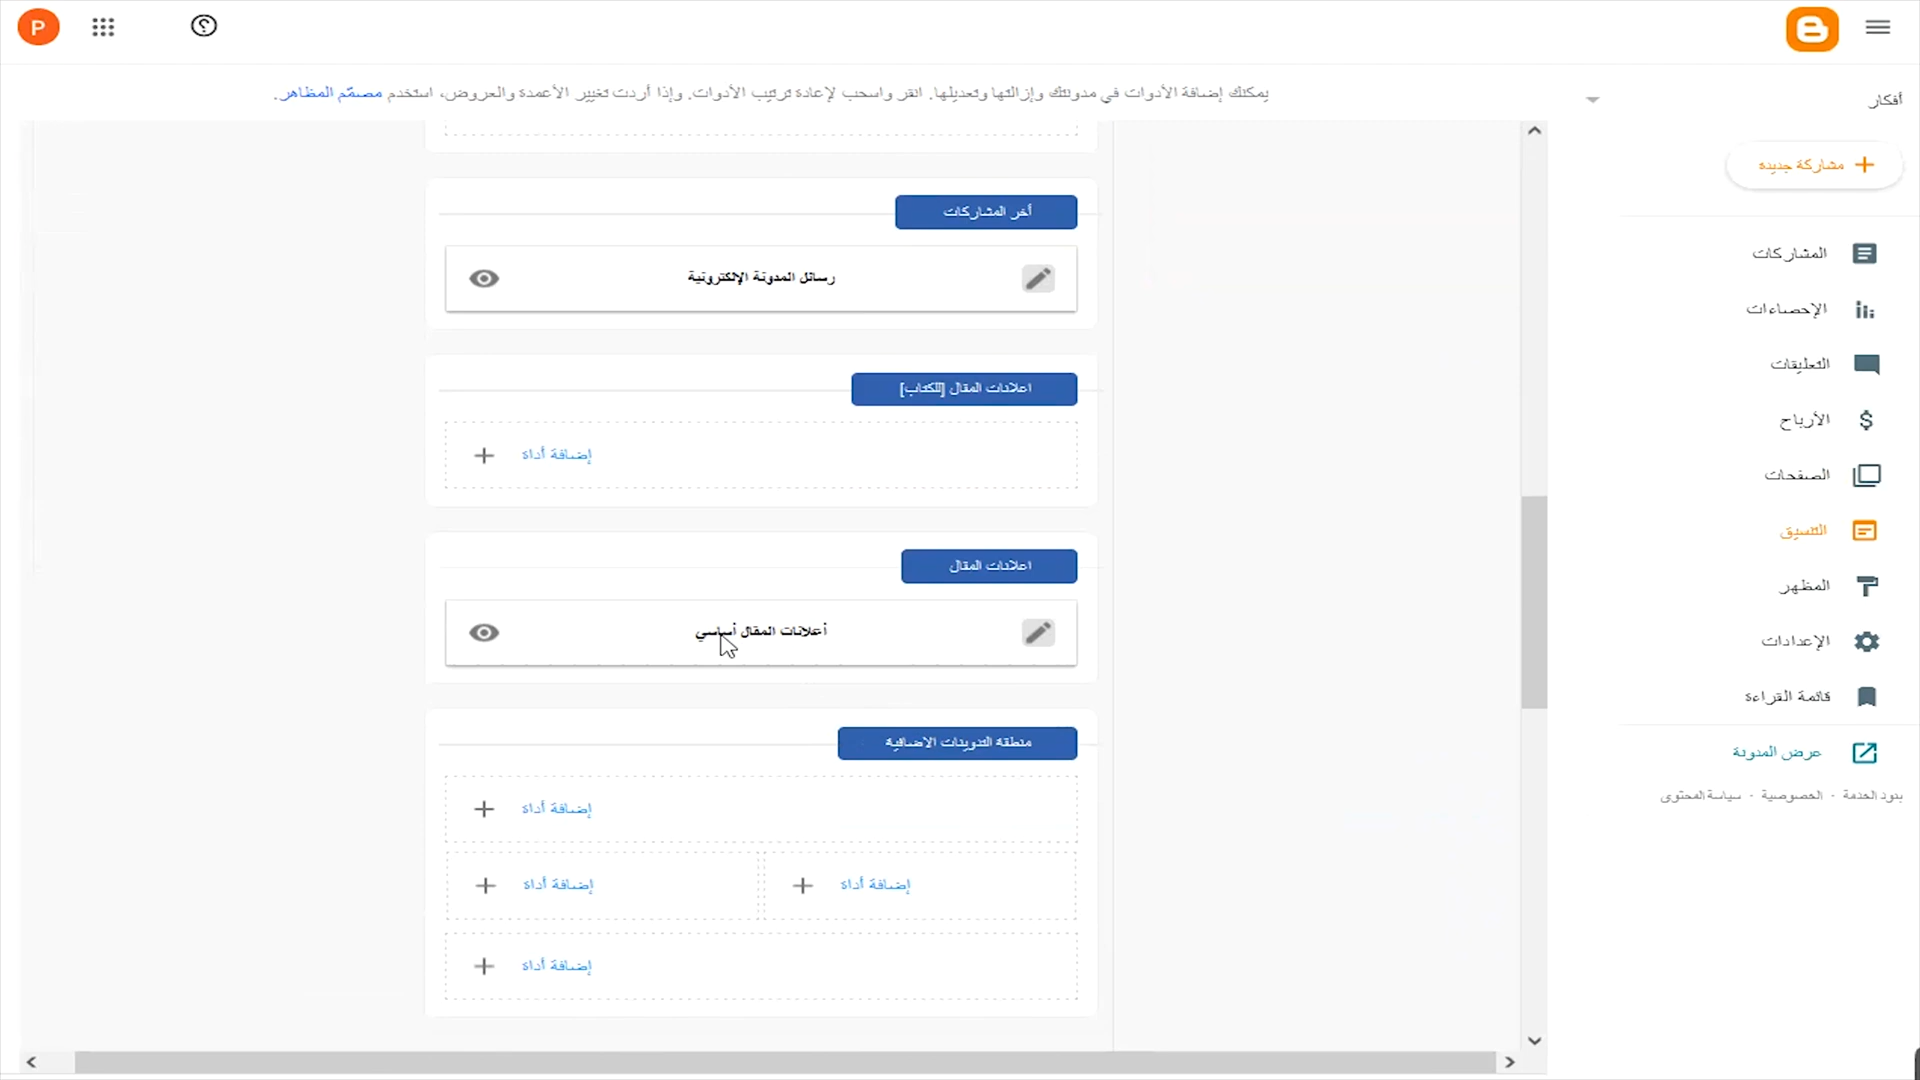 P
يمكنك إضافة الأدوات في مدونتك وإزالتها وتعديلها. انقر واسحب لإعادة ترتيب الأدوات. وإذا أردت تغيير الأعمدة والعروض، استخدم مصمّم المظاهر.
أفكار
مشاركة جديدة
المشاركات
الإحصاءات
التعليقات
الأرباح
الصفحات
التنسيق
المظهر
الإعدادات
قائمة القراءة
عرض المدونة
بنود الخدمة - الخصوصية - سياسة المحتوى
أخر المشاركات
رسائل المدونة الإلكترونية
اعلانات المقال [للكتاب]
إضافة أداة
اعلانات المقال
أعلانات المقال أساسي
منطقة التدوينات الاضافية
إضافة أداة
إضافة أداة
إضافة أداة
إضافة أداة